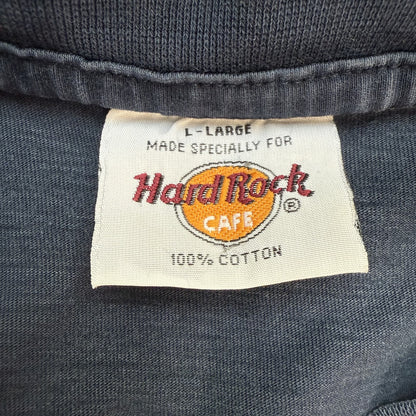 L-LARGE
MADE SPECIALLY FOR
Hard Rock
CAFE
®
100% COTTON